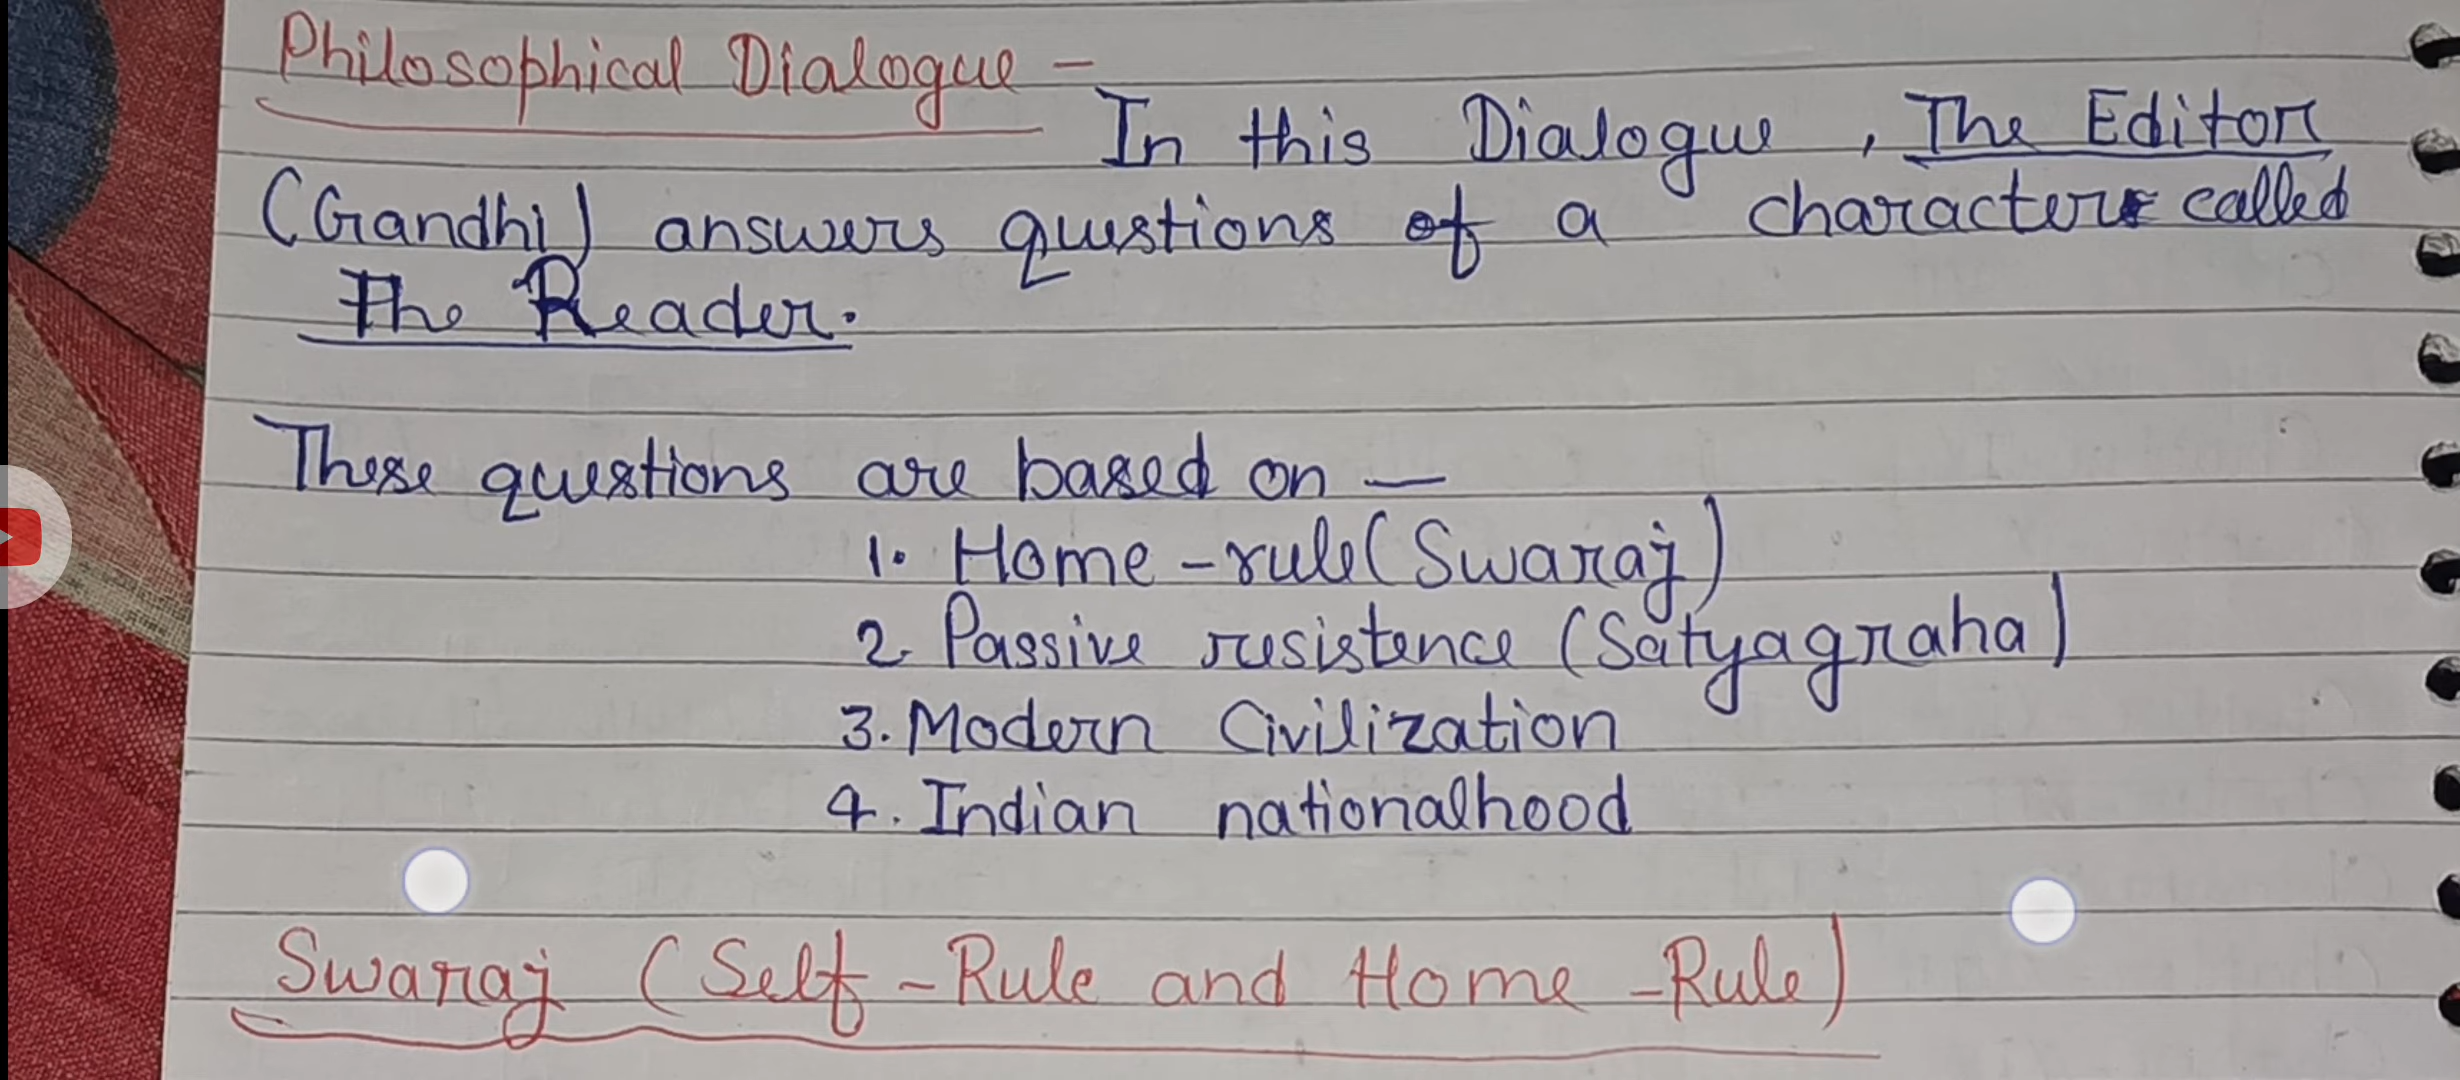 Philosophical Dialogue -
In this Dialogue, The Editor
(Gandhi) answers questions of a character called
The Reader.
These questions are based on —
1. Home-rule (Swaraj)
2. Passive resistence (Satyagraha)
3. Modern Civilization
4. Indian nationalhood
Swaraj (Self-Rule and Home-Rule)